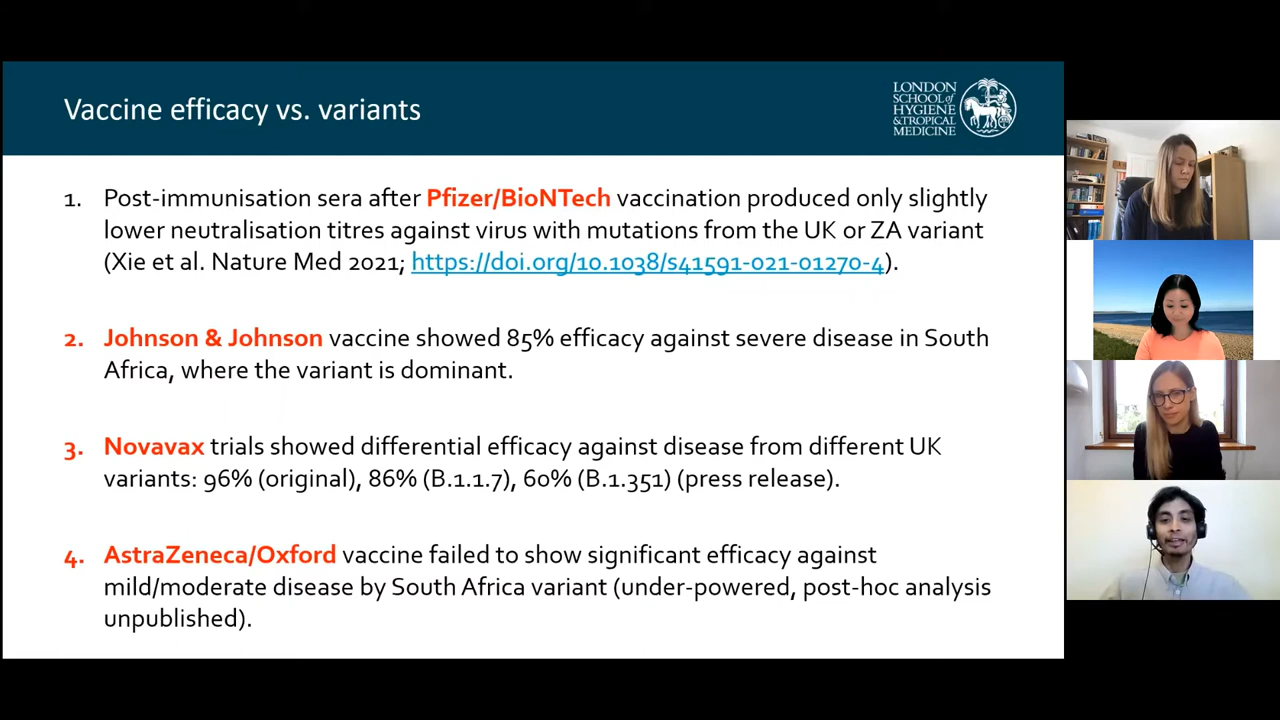 Vaccine efficacy vs. variants
LONDON
SCHOOL of
HYGIENE
& TROPICAL
MEDICINE
1. Post-immunisation sera after Pfizer/BioNTech vaccination produced only slightly
lower neutralisation titres against virus with mutations from the UK or ZA variant
(Xie et al. Nature Med 2021; https://doi.org/10.1038/s41591-021-01270-4).
2. Johnson & Johnson vaccine showed 85% efficacy against severe disease in South
Africa, where the variant is dominant.
3. Novavax trials showed differential efficacy against disease from different UK
variants: 96% (original), 86% (B.1.1.7), 60% (B.1.351) (press release).
4. AstraZeneca/Oxford vaccine failed to show significant efficacy against
mild/moderate disease by South Africa variant (under-powered, post-hoc analysis
unpublished).